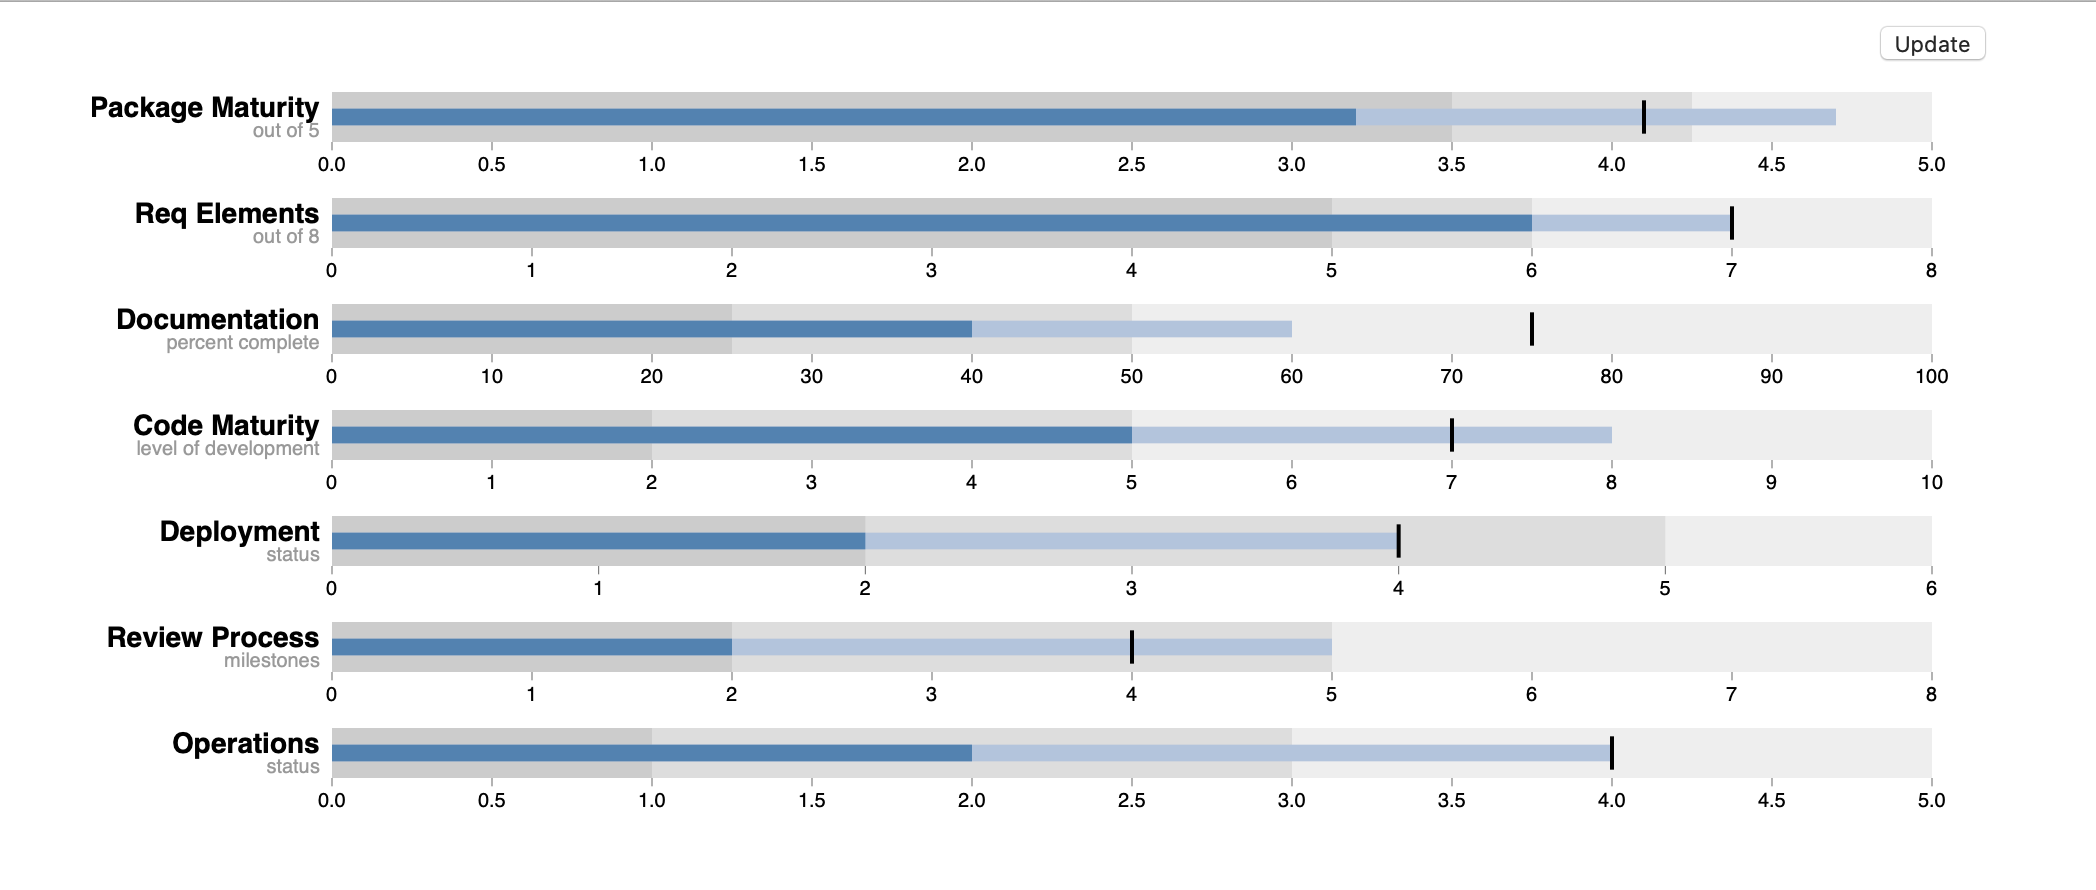 Update
Package Maturity
out of 5
0.0 0.5 1.0 1.5 2.0 2.5 3.0 3.5 4.0 4.5 5.0
Req Elements
out of 8
0 1 2 3 4 5 6 7 8
Documentation
percent complete
0 10 20 30 40 50 60 70 80 90 100
Code Maturity
level of development
0 1 2 3 4 5 6 7 8 9 10
Deployment
status
0 1 2 3 4 5 6
Review Process
milestones
0 1 2 3 4 5 6 7 8
Operations
status
0.0 0.5 1.0 1.5 2.0 2.5 3.0 3.5 4.0 4.5 5.0